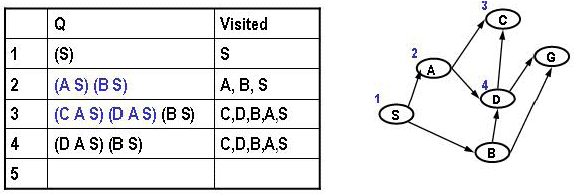 Q Visited
1 (S) S
2 (A S) (B S) A, B, S
3 (C A S) (D A S) (B S) C,D,B,A,S
4 (D A S) (B S) C,D,B,A,S
5
3
C
2
G
A
4
D
1
S
B